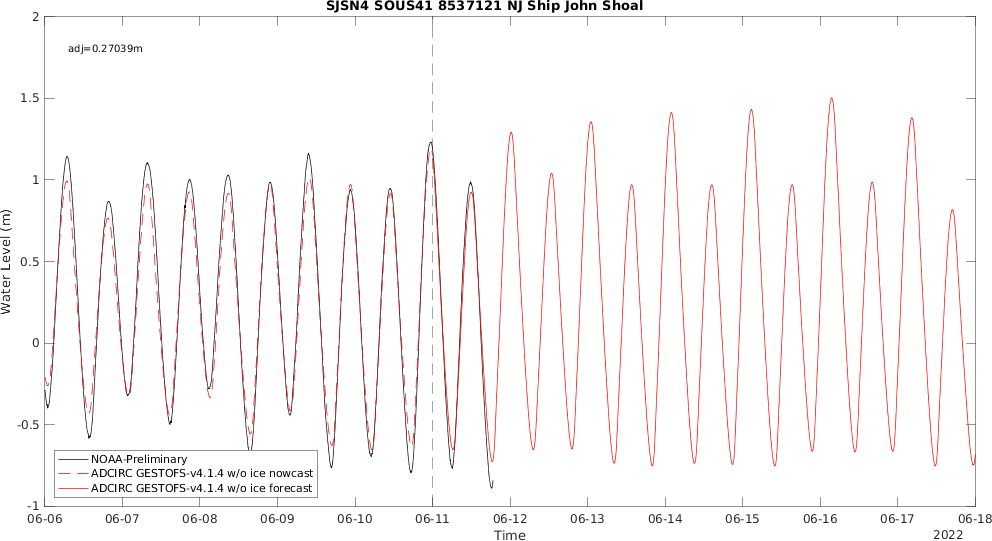 SJSN4 SOUS41 8537121 NJ Ship John Shoal
2
adj=0.27039m
1.5
1
0.5
0
-0.5
-1
Water Level (m)
NOAA-Preliminary
ADCIRC GESTOFS-v4.1.4 w/o ice nowcast
ADCIRC GESTOFS-v4.1.4 w/o ice forecast
06-06 06-07 06-08 06-09 06-10 06-11 06-12 06-13 06-14 06-15 06-16 06-17 06-18
Time
2022